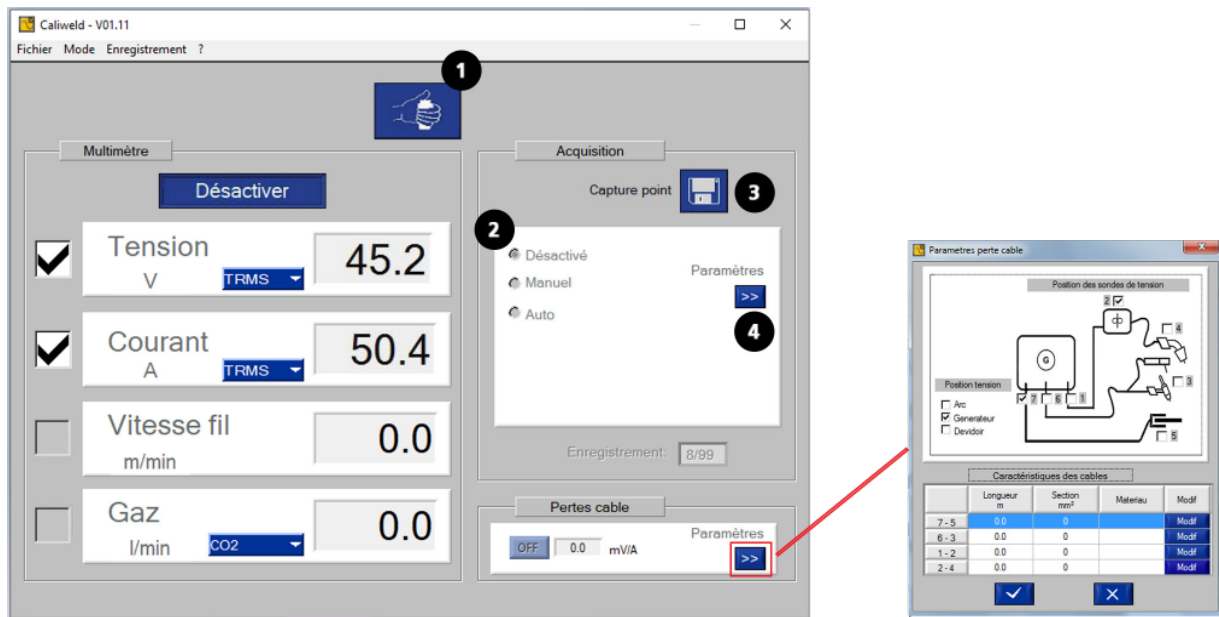 Caliweld - V01.11
Fichier Mode Enregistrement ?
1
Multimètre
Désactiver
Tension
V
TRMS
45.2
Courant
A
TRMS
50.4
Vitesse fil
m/min
0.0
Gaz
l/min
CO2
0.0
Acquisition
Capture point
3
2
Désactivé
Manuel
Auto
Paramètres
>>
4
Enregistrement: 8/99
Pertes cable
OFF 0.0 mV/A
Paramètres
>>
Parametres perte cable
Position des sondes de tension
2
4
G
3
Position tension
7 6 1
Arc
Generateur
Devidoir
5
Caractéristiques des cables
Longueur m Section mm² Materiau Modif
7 - 5 0.0 0 Modif
6 - 3 0.0 0 Modif
1 - 2 0.0 0 Modif
2 - 4 0.0 0 Modif